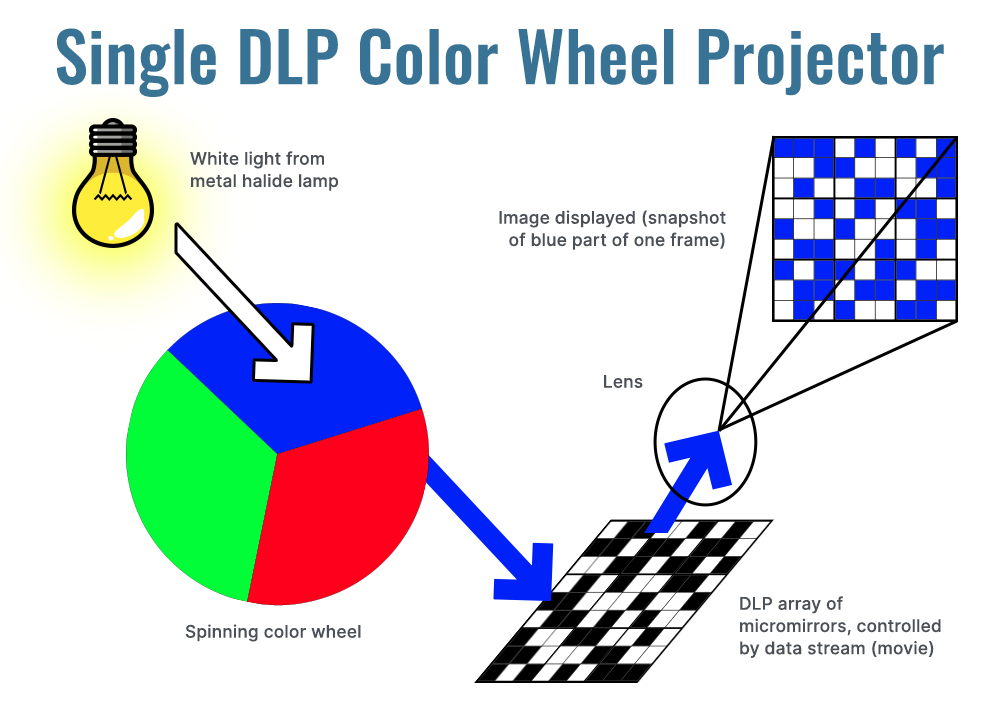 Single DLP Color Wheel Projector
White light from
metal halide lamp
Image displayed (snapshot
of blue part of one frame)
Lens
Spinning color wheel
DLP array of
micromirrors, controlled
by data stream (movie)